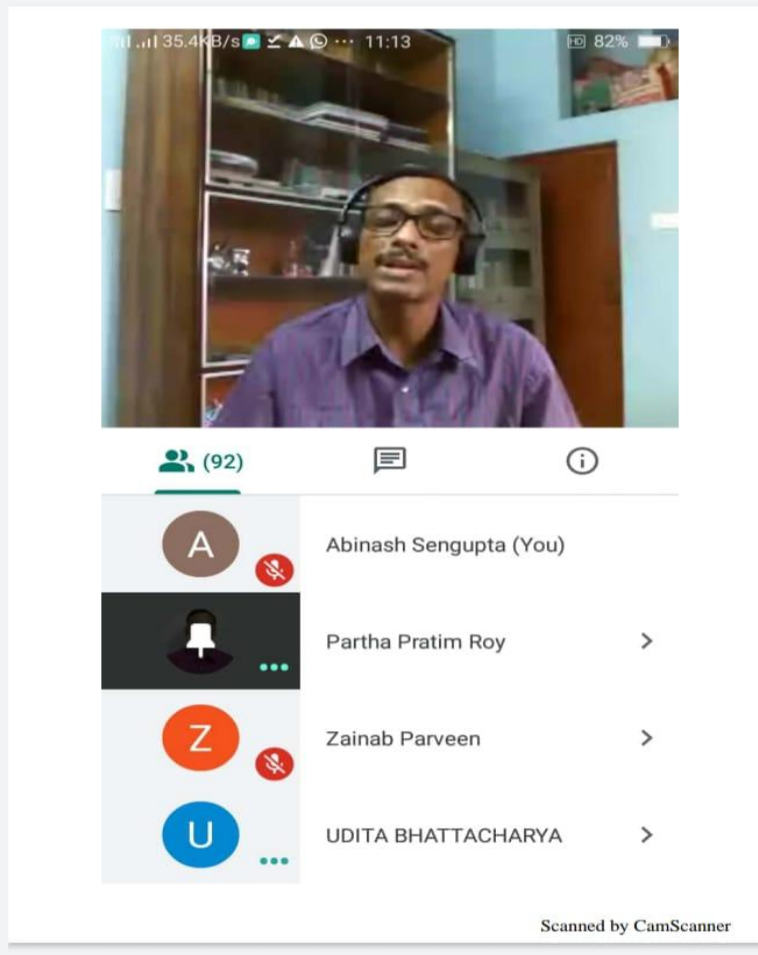 35.4KB/s ... 11:13 HD 82%
(92)
A Abinash Sengupta (You)
Partha Pratim Roy
Z Zainab Parveen
U UDITA BHATTACHARYA
Scanned by CamScanner